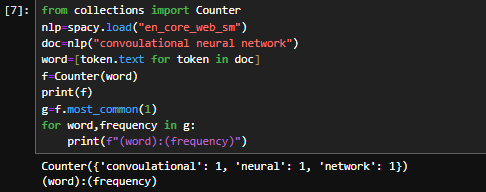 [7]: from collections import Counter
nlp=spacy.load("en_core_web_sm")
doc=nlp("convoulational neural network")
word=[token.text for token in doc]
f=Counter(word)
print(f)
g=f.most_common(1)
for word,frequency in g:
    print(f"(word):(frequency)")
Counter({'convoulational': 1, 'neural': 1, 'network': 1})
(word):(frequency)